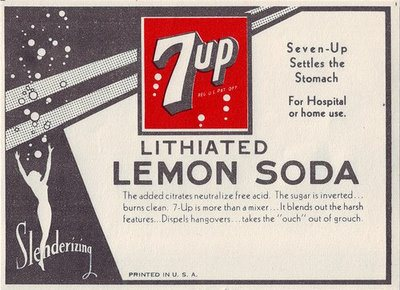 7up
REG. U.S. PAT. OFF.
Seven-Up
Settles the
Stomach
For Hospital
or home use.
LITHIATED
LEMON SODA
The added citrates neutralize free acid. The sugar is inverted...
burns clean. 7-Up is more than a mixer...It blends out the harsh
features...Dispels hangovers...takes the "ouch" out of grouch.
Slenderizing
PRINTED IN U. S. A.